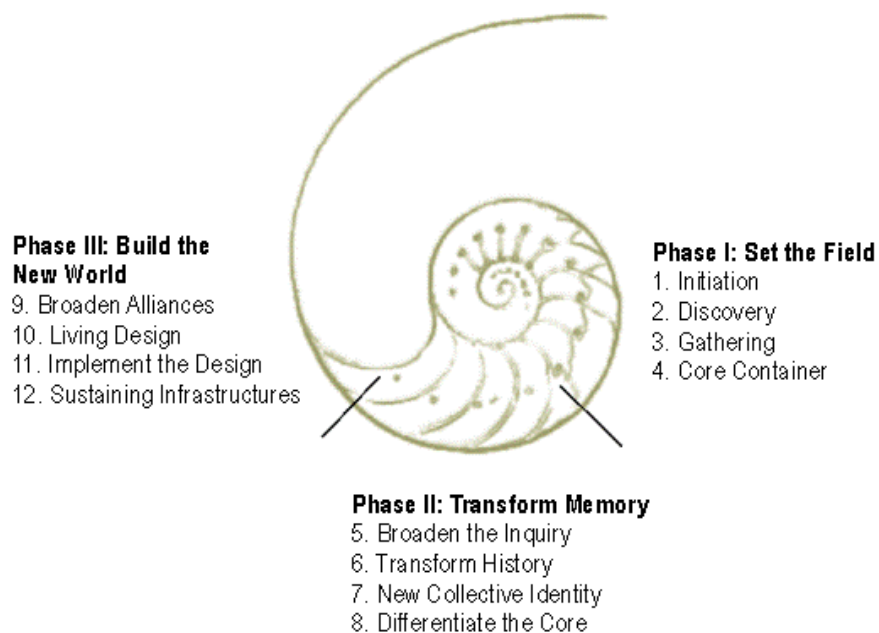 Phase I: Set the Field
1. Initiation
2. Discovery
3. Gathering
4. Core Container
Phase II: Transform Memory
5. Broaden the Inquiry
6. Transform History
7. New Collective Identity
8. Differentiate the Core
Phase III: Build the
New World
9. Broaden Alliances
10. Living Design
11. Implement the Design
12. Sustaining Infrastructures